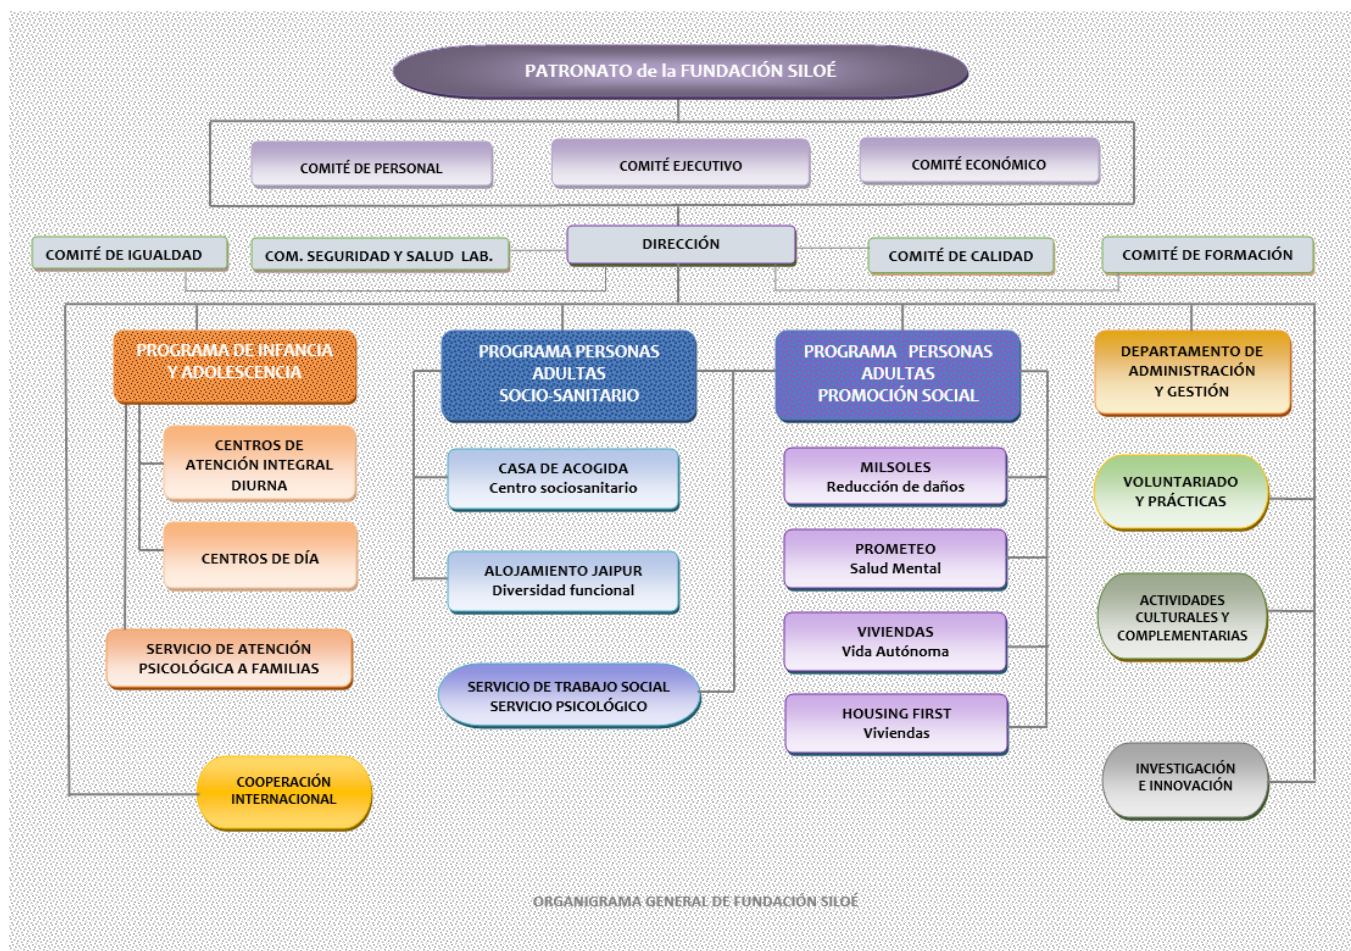 PATRONATO de la FUNDACIÓN SILOÉ
COMITÉ DE PERSONAL
COMITÉ EJECUTIVO
COMITÉ ECONÓMICO
DIRECCIÓN
COMITÉ DE IGUALDAD
COM. SEGURIDAD Y SALUD LAB.
COMITÉ DE CALIDAD
COMITÉ DE FORMACIÓN
PROGRAMA DE INFANCIA
Y ADOLESCENCIA
CENTROS DE
ATENCIÓN INTEGRAL
DIURNA
CENTROS DE DÍA
SERVICIO DE ATENCIÓN
PSICOLÓGICA A FAMILIAS
COOPERACIÓN
INTERNACIONAL
PROGRAMA PERSONAS
ADULTAS
SOCIO-SANITARIO
CASA DE ACOGIDA
Centro sociosanitario
ALOJAMIENTO JAIPUR
Diversidad funcional
SERVICIO DE TRABAJO SOCIAL
SERVICIO PSICOLÓGICO
PROGRAMA PERSONAS
ADULTAS
PROMOCIÓN SOCIAL
MILSOLES
Reducción de daños
PROMETEO
Salud Mental
VIVIENDAS
Vida Autónoma
HOUSING FIRST
Viviendas
DEPARTAMENTO DE
ADMINISTRACIÓN
Y GESTIÓN
VOLUNTARIADO
Y PRÁCTICAS
ACTIVIDADES
CULTURALES Y
COMPLEMENTARIAS
INVESTIGACIÓN
E INNOVACIÓN
ORGANIGRAMA GENERAL DE FUNDACIÓN SILOÉ